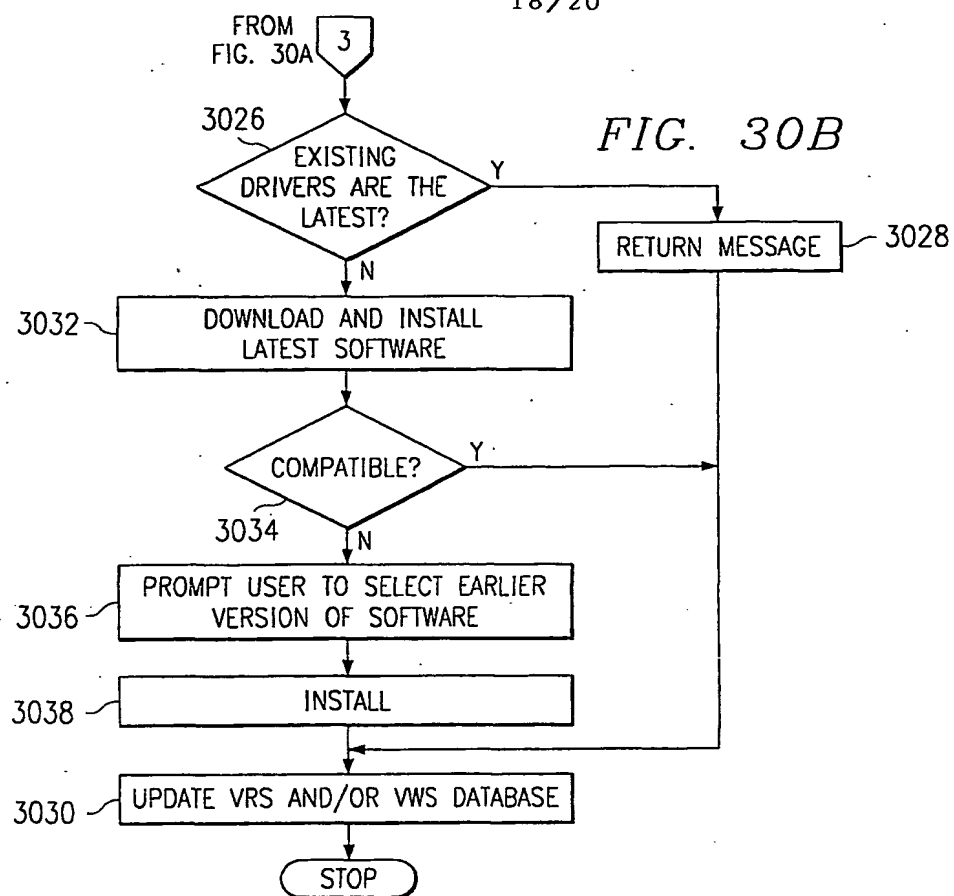 18/20
FROM
FIG. 30A
3
3026
FIG. 30B
EXISTING
DRIVERS ARE THE
LATEST?
Y
RETURN MESSAGE
3028
N
3032
DOWNLOAD AND INSTALL
LATEST SOFTWARE
COMPATIBLE?
Y
3034
N
3036
PROMPT USER TO SELECT EARLIER
VERSION OF SOFTWARE
3038
INSTALL
3030
UPDATE VRS AND/OR VWS DATABASE
STOP